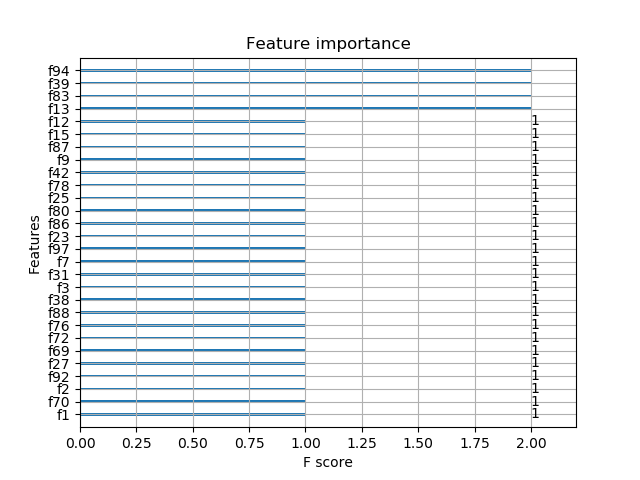 Feature importance
f94
f39
f83
f13
f12 1
f15 1
f87 1
f9 1
f42 1
f78 1
f25 1
f80 1
f86 1
f23 1
f97 1
f7 1
f31 1
f3 1
f38 1
f88 1
f76 1
f72 1
f69 1
f27 1
f92 1
f2 1
f70 1
f1 1
Features
0.00 0.25 0.50 0.75 1.00 1.25 1.50 1.75 2.00
F score